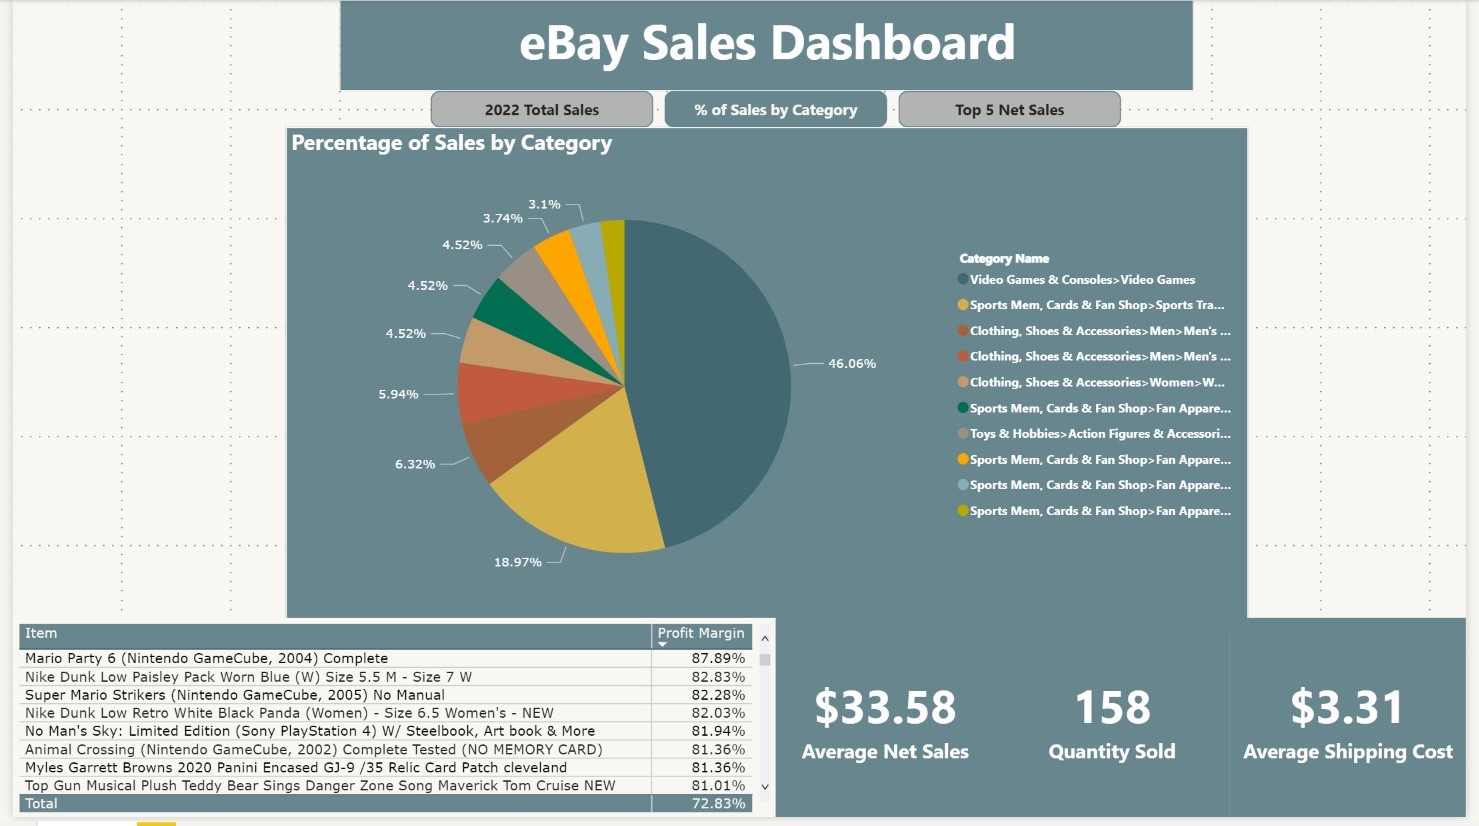 eBay Sales Dashboard
2022 Total Sales
% of Sales by Category
Top 5 Net Sales
Percentage of Sales by Category
3.1%
3.74%
4.52%
4.52%
4.52%
5.94%
6.32%
18.97%
46.06%
Category Name
Video Games & Consoles>Video Games
Sports Mem, Cards & Fan Shop>Sports Tra...
Clothing, Shoes & Accessories>Men>Men's ...
Clothing, Shoes & Accessories>Men>Men's ...
Clothing, Shoes & Accessories>Women>W...
Sports Mem, Cards & Fan Shop>Fan Appare...
Toys & Hobbies>Action Figures & Accessori...
Sports Mem, Cards & Fan Shop>Fan Appare...
Sports Mem, Cards & Fan Shop>Fan Appare...
Sports Mem, Cards & Fan Shop>Fan Appare...
Item Profit Margin
Mario Party 6 (Nintendo GameCube, 2004) Complete 87.89%
Nike Dunk Low Paisley Pack Worn Blue (W) Size 5.5 M - Size 7 W 82.83%
Super Mario Strikers (Nintendo GameCube, 2005) No Manual 82.28%
Nike Dunk Low Retro White Black Panda (Women) - Size 6.5 Women's - NEW 82.03%
No Man's Sky: Limited Edition (Sony PlayStation 4) W/ Steelbook, Art book & More 81.94%
Animal Crossing (Nintendo GameCube, 2002) Complete Tested (NO MEMORY CARD) 81.36%
Myles Garrett Browns 2020 Panini Encased GJ-9 /35 Relic Card Patch cleveland 81.36%
Top Gun Musical Plush Teddy Bear Sings Danger Zone Song Maverick Tom Cruise NEW 81.01%
Total 72.83%
$33.58
Average Net Sales
158
Quantity Sold
$3.31
Average Shipping Cost